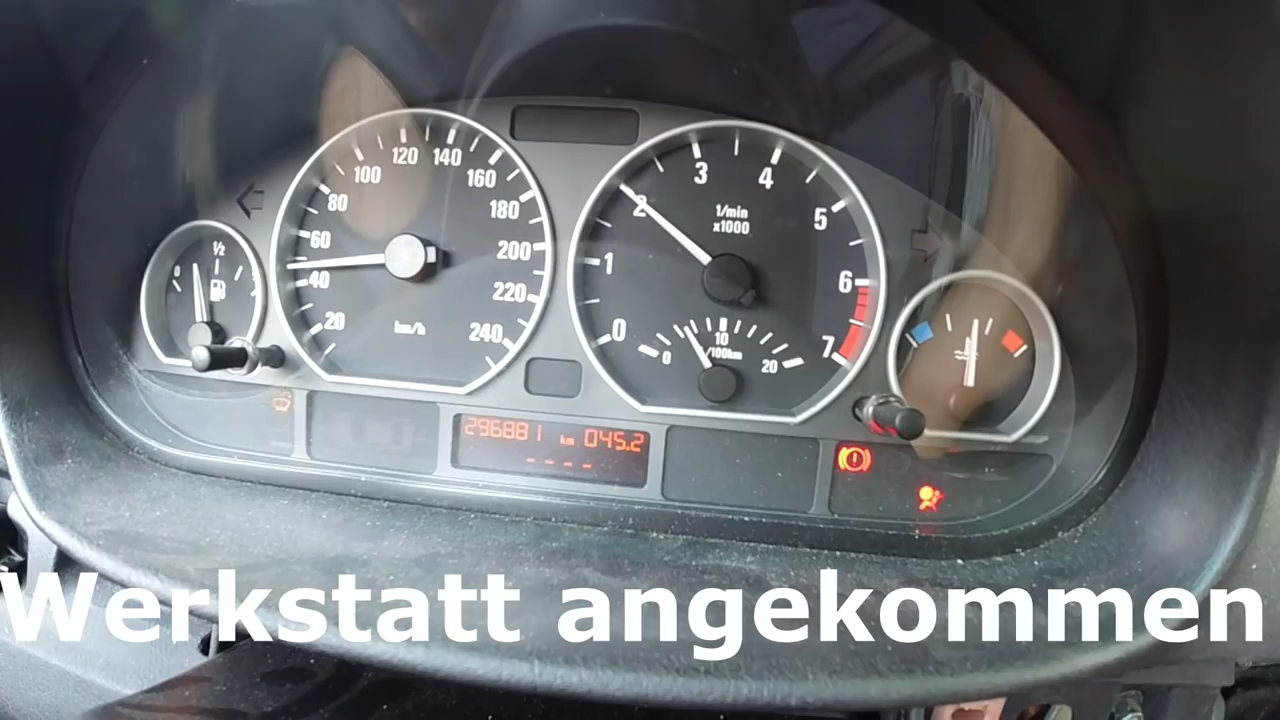 120 140
100 160
80 180
60 200
40 220
20 240
km/h
0 ½
3 4
2 5
1 6
0 7
1/min
x1000
10
0 /100km 20
296881 km 045.2
- - - -
Werkstatt angekommen